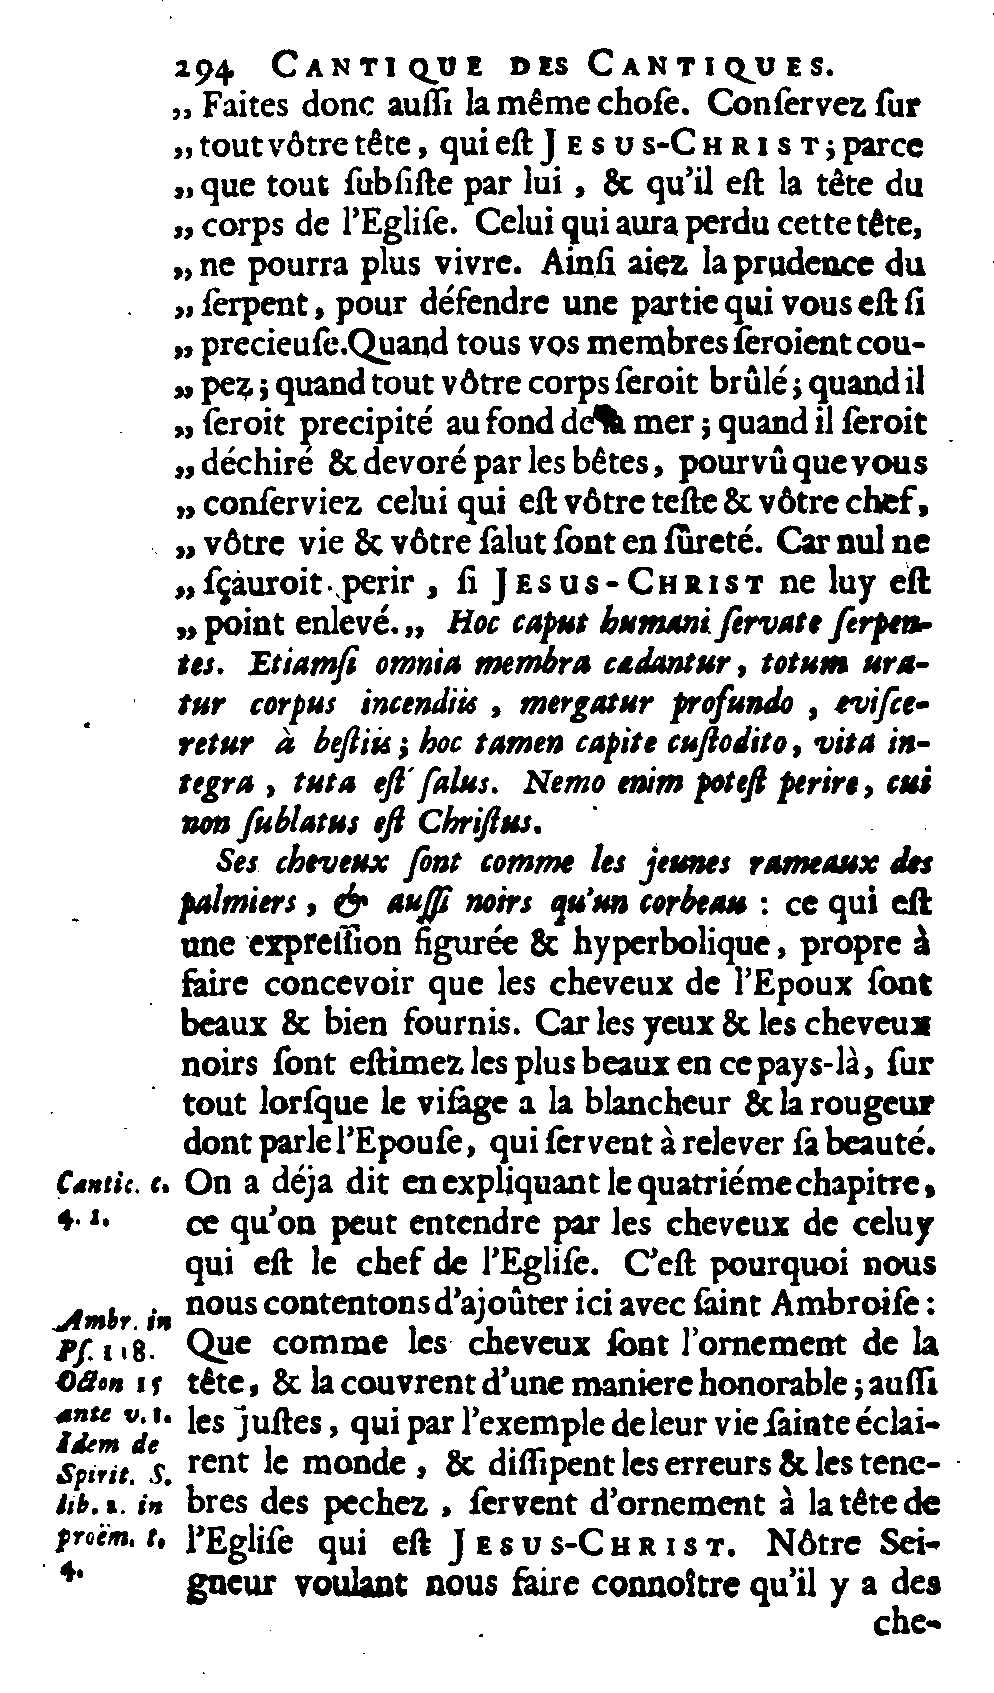 294 CANTIQUE DES CANTIQUES.
„ Faites donc auſſi la même choſe. Conſervez ſur
„ tout vôtre tête, qui eſt JESUS-CHRIST; parce
„ que tout ſubſiſte par lui, & qu'il eſt la tête du
„ corps de l'Egliſe. Celui qui aura perdu cette tête,
„ ne pourra plus vivre. Ainſi aiez la prudence du
„ ſerpent, pour défendre une partie qui vous eſt ſi
„ precieuſe. Quand tous vos membres ſeroient cou-
„ pez; quand tout vôtre corps ſeroit brûlé; quand il
„ ſeroit precipité au fond de la mer; quand il ſeroit
„ déchiré & devoré par les bêtes, pourvû que vous
„ conſerviez celui qui eſt vôtre teſte & vôtre chef,
„ vôtre vie & vôtre ſalut ſont en ſûreté. Car nul ne
„ ſçauroit perir, ſi JESUS-CHRIST ne luy eſt
„ point enlevé. „ Hoc caput humani ſervate ſerpen-
tes. Etiamſi omnia membra cadantur, totum ura-
tur corpus incendiis, mergatur profundo, eviſce-
retur à beſtiis; hoc tamen capite cuſtodito, vita in-
tegra, tuta eſt ſalus. Nemo enim poteſt perire, cui
non ſublatus eſt Chriſtus.
Ses cheveux ſont comme les jeunes rameaux des
palmiers, & auſſi noirs qu'un corbeau : ce qui eſt
une expreſſion figurée & hyperbolique, propre à
faire concevoir que les cheveux de l'Epoux ſont
beaux & bien fournis. Car les yeux & les cheveux
noirs ſont eſtimez les plus beaux en ce pays-là, ſur
tout lorſque le viſage a la blancheur & la rougeur
dont parle l'Epouſe, qui ſervent à relever ſa beauté.
Cantic. c. On a déja dit en expliquant le quatriéme chapitre,
4. 1. ce qu'on peut entendre par les cheveux de celuy
qui eſt le chef de l'Egliſe. C'eſt pourquoi nous
nous contentons d'ajoûter ici avec ſaint Ambroiſe :
Ambr. in
Pſ. 118. Que comme les cheveux ſont l'ornement de la
Octon 15 tête, & la couvrent d'une maniere honorable; auſſi
ante v. 1. les juſtes, qui par l'exemple de leur vie ſainte éclai-
Idem de
Spirit. S. rent le monde, & diſſipent les erreurs & les tene-
lib. 2. in bres des pechez, ſervent d'ornement à la tête de
proëm. t. l'Egliſe qui eſt JESUS-CHRIST. Nôtre Sei-
4. gneur voulant nous faire connoître qu'il y a des
che-